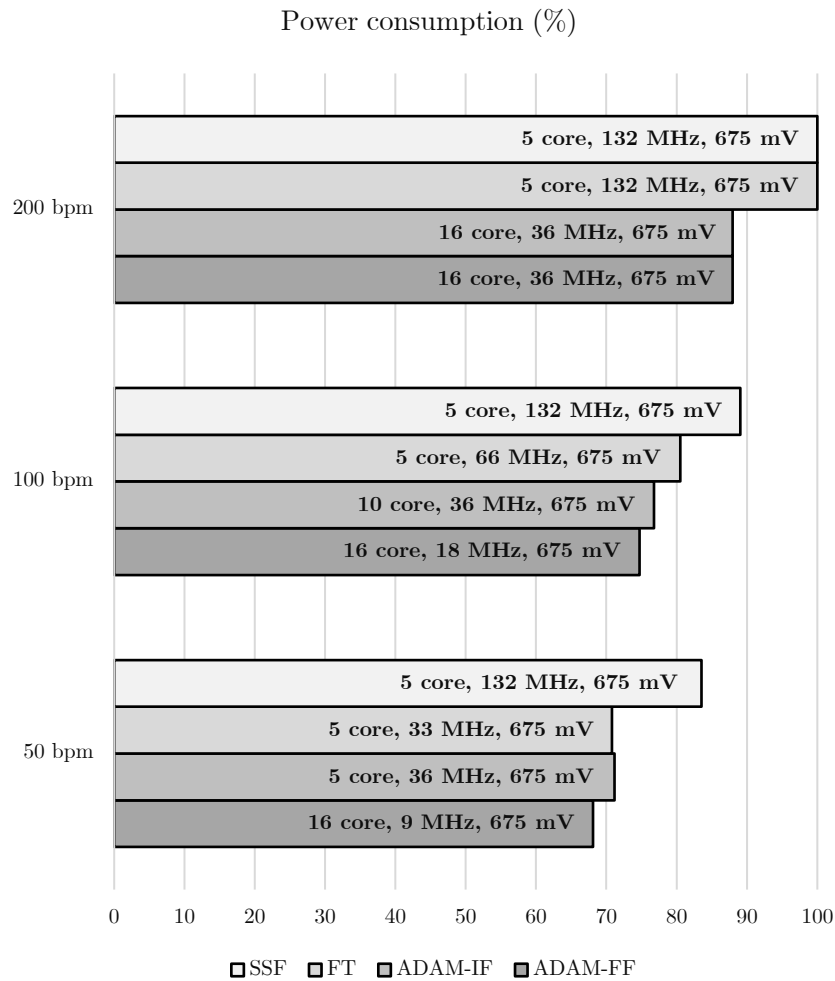 Power consumption (%)
5 core, 132 MHz, 675 mV
5 core, 132 MHz, 675 mV
200 bpm
16 core, 36 MHz, 675 mV
16 core, 36 MHz, 675 mV
5 core, 132 MHz, 675 mV
5 core, 66 MHz, 675 mV
100 bpm
10 core, 36 MHz, 675 mV
16 core, 18 MHz, 675 mV
5 core, 132 MHz, 675 mV
5 core, 33 MHz, 675 mV
50 bpm
5 core, 36 MHz, 675 mV
16 core, 9 MHz, 675 mV
0 10 20 30 40 50 60 70 80 90 100
SSF FT ADAM-IF ADAM-FF